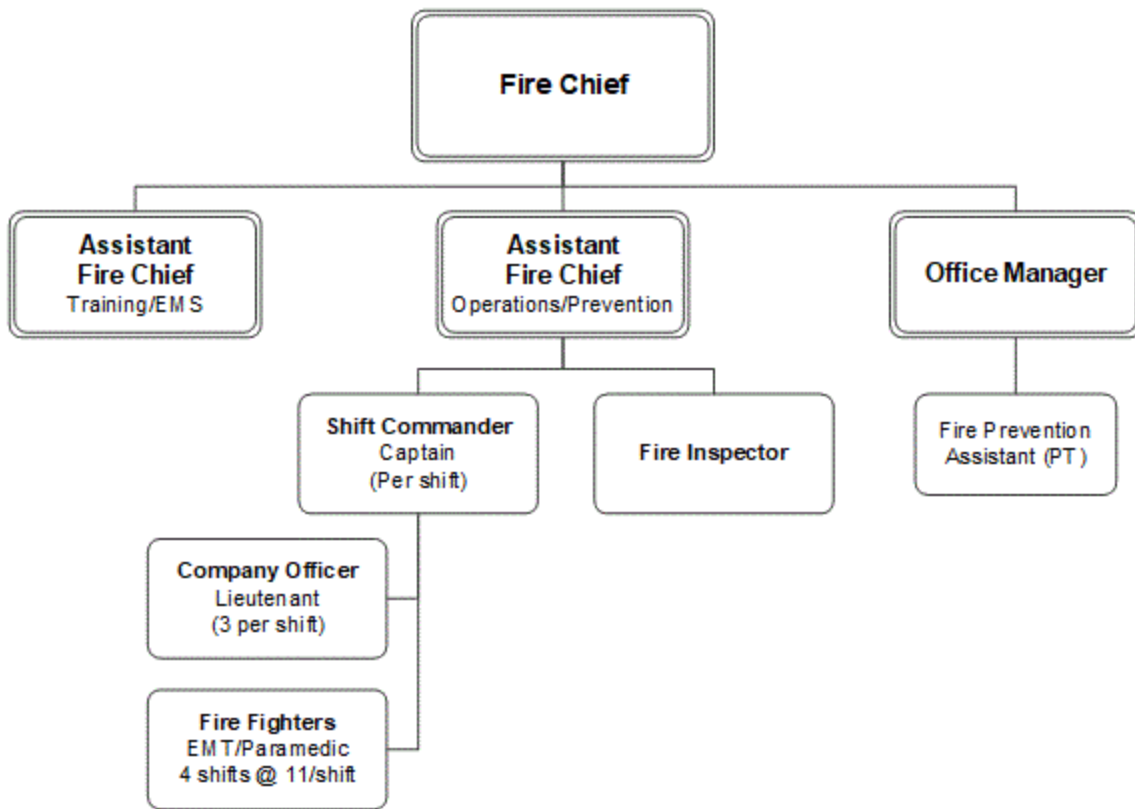 Fire Chief
Assistant
Fire Chief
Training/EMS
Assistant
Fire Chief
Operations/Prevention
Office Manager
Shift Commander
Captain
(Per shift)
Fire Inspector
Fire Prevention
Assistant (PT)
Company Officer
Lieutenant
(3 per shift)
Fire Fighters
EMT/Paramedic
4 shifts @ 11/shift